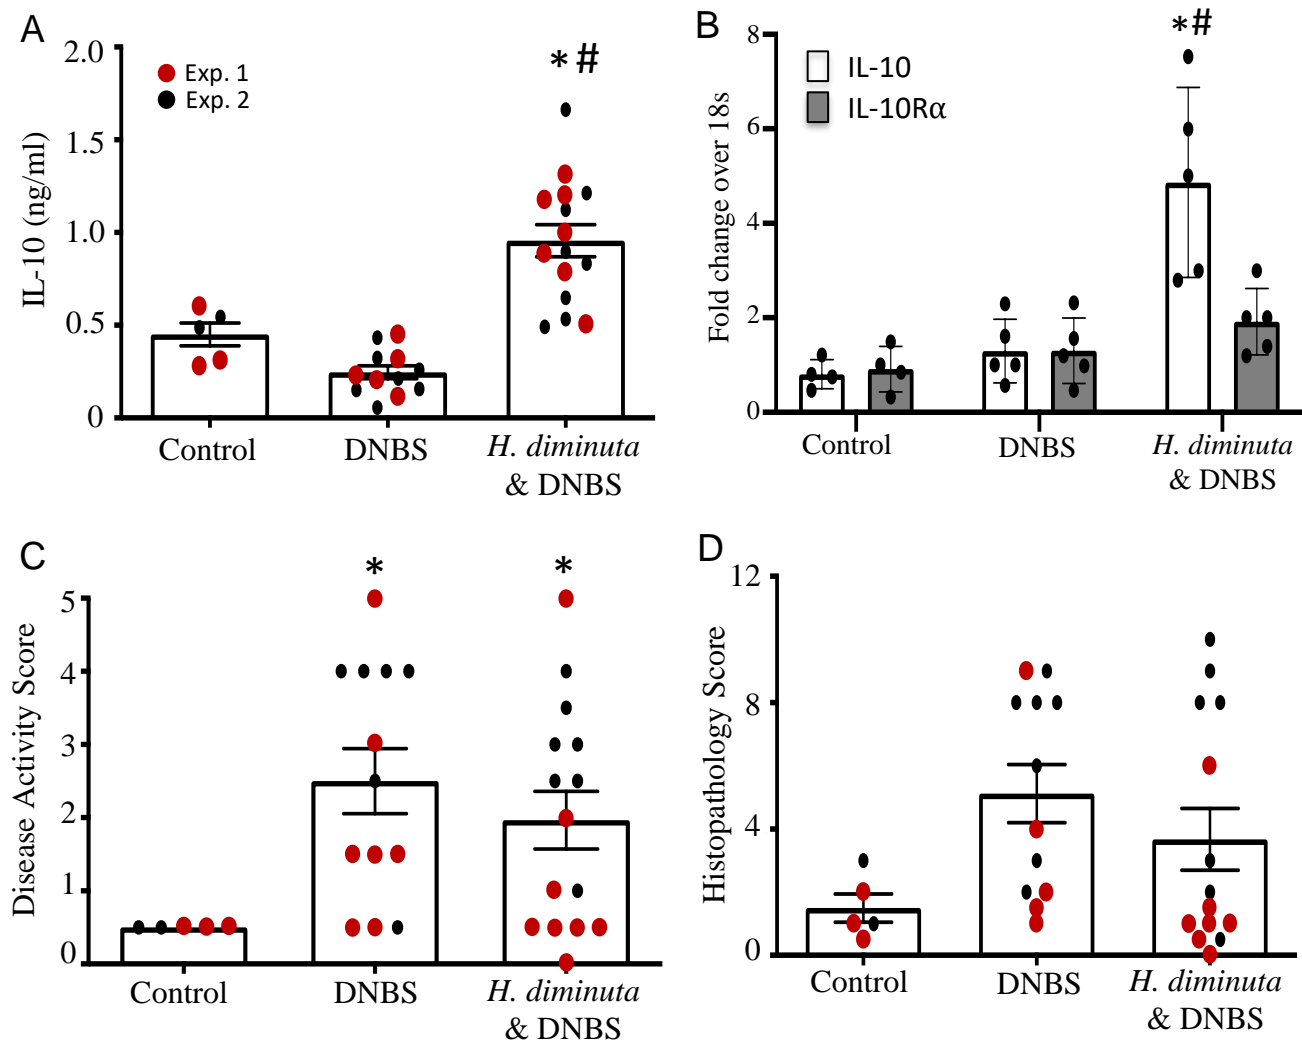 A
IL-10 (ng/ml)
2.0
1.5
1.0
0.5
0
Exp. 1
Exp. 2
*#
Control
DNBS
H. diminuta
& DNBS
B
Fold change over 18s
8
6
4
2
0
IL-10
IL-10Rα
*#
Control
DNBS
H. diminuta
& DNBS
C
Disease Activity Score
5
4
3
2
1
0
*
*
Control
DNBS
H. diminuta
& DNBS
D
Histopathology Score
12
8
4
0
Control
DNBS
H. diminuta
& DNBS